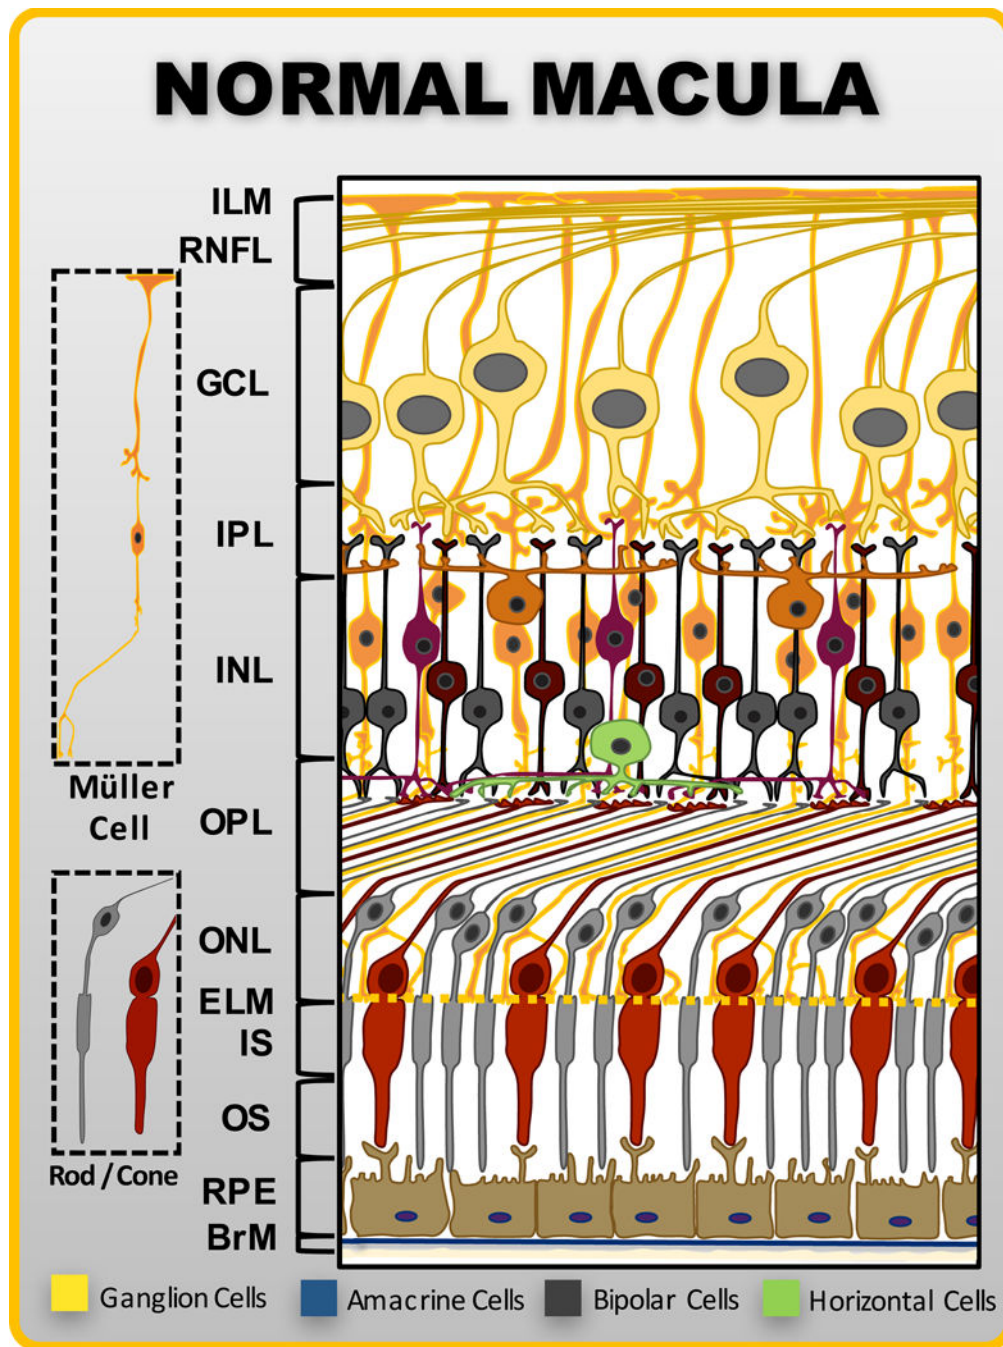 NORMAL MACULA
ILM
RNFL
GCL
IPL
INL
Müller
Cell
OPL
ONL
ELM
IS
OS
Rod / Cone
RPE
BrM
Ganglion Cells
Amacrine Cells
Bipolar Cells
Horizontal Cells